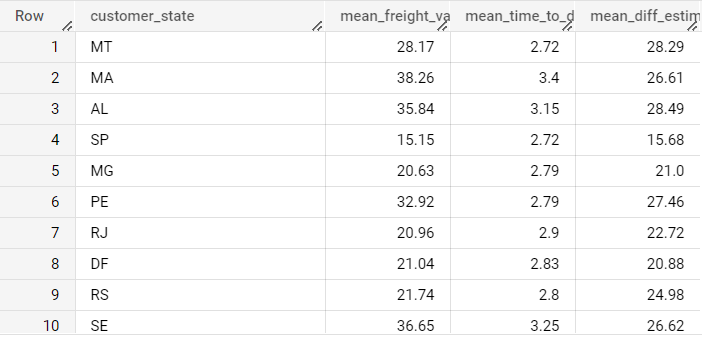 Row customer_state mean_freight_va mean_time_to_d mean_diff_estim
1 MT 28.17 2.72 28.29
2 MA 38.26 3.4 26.61
3 AL 35.84 3.15 28.49
4 SP 15.15 2.72 15.68
5 MG 20.63 2.79 21.0
6 PE 32.92 2.79 27.46
7 RJ 20.96 2.9 22.72
8 DF 21.04 2.83 20.88
9 RS 21.74 2.8 24.98
10 SE 36.65 3.25 26.62